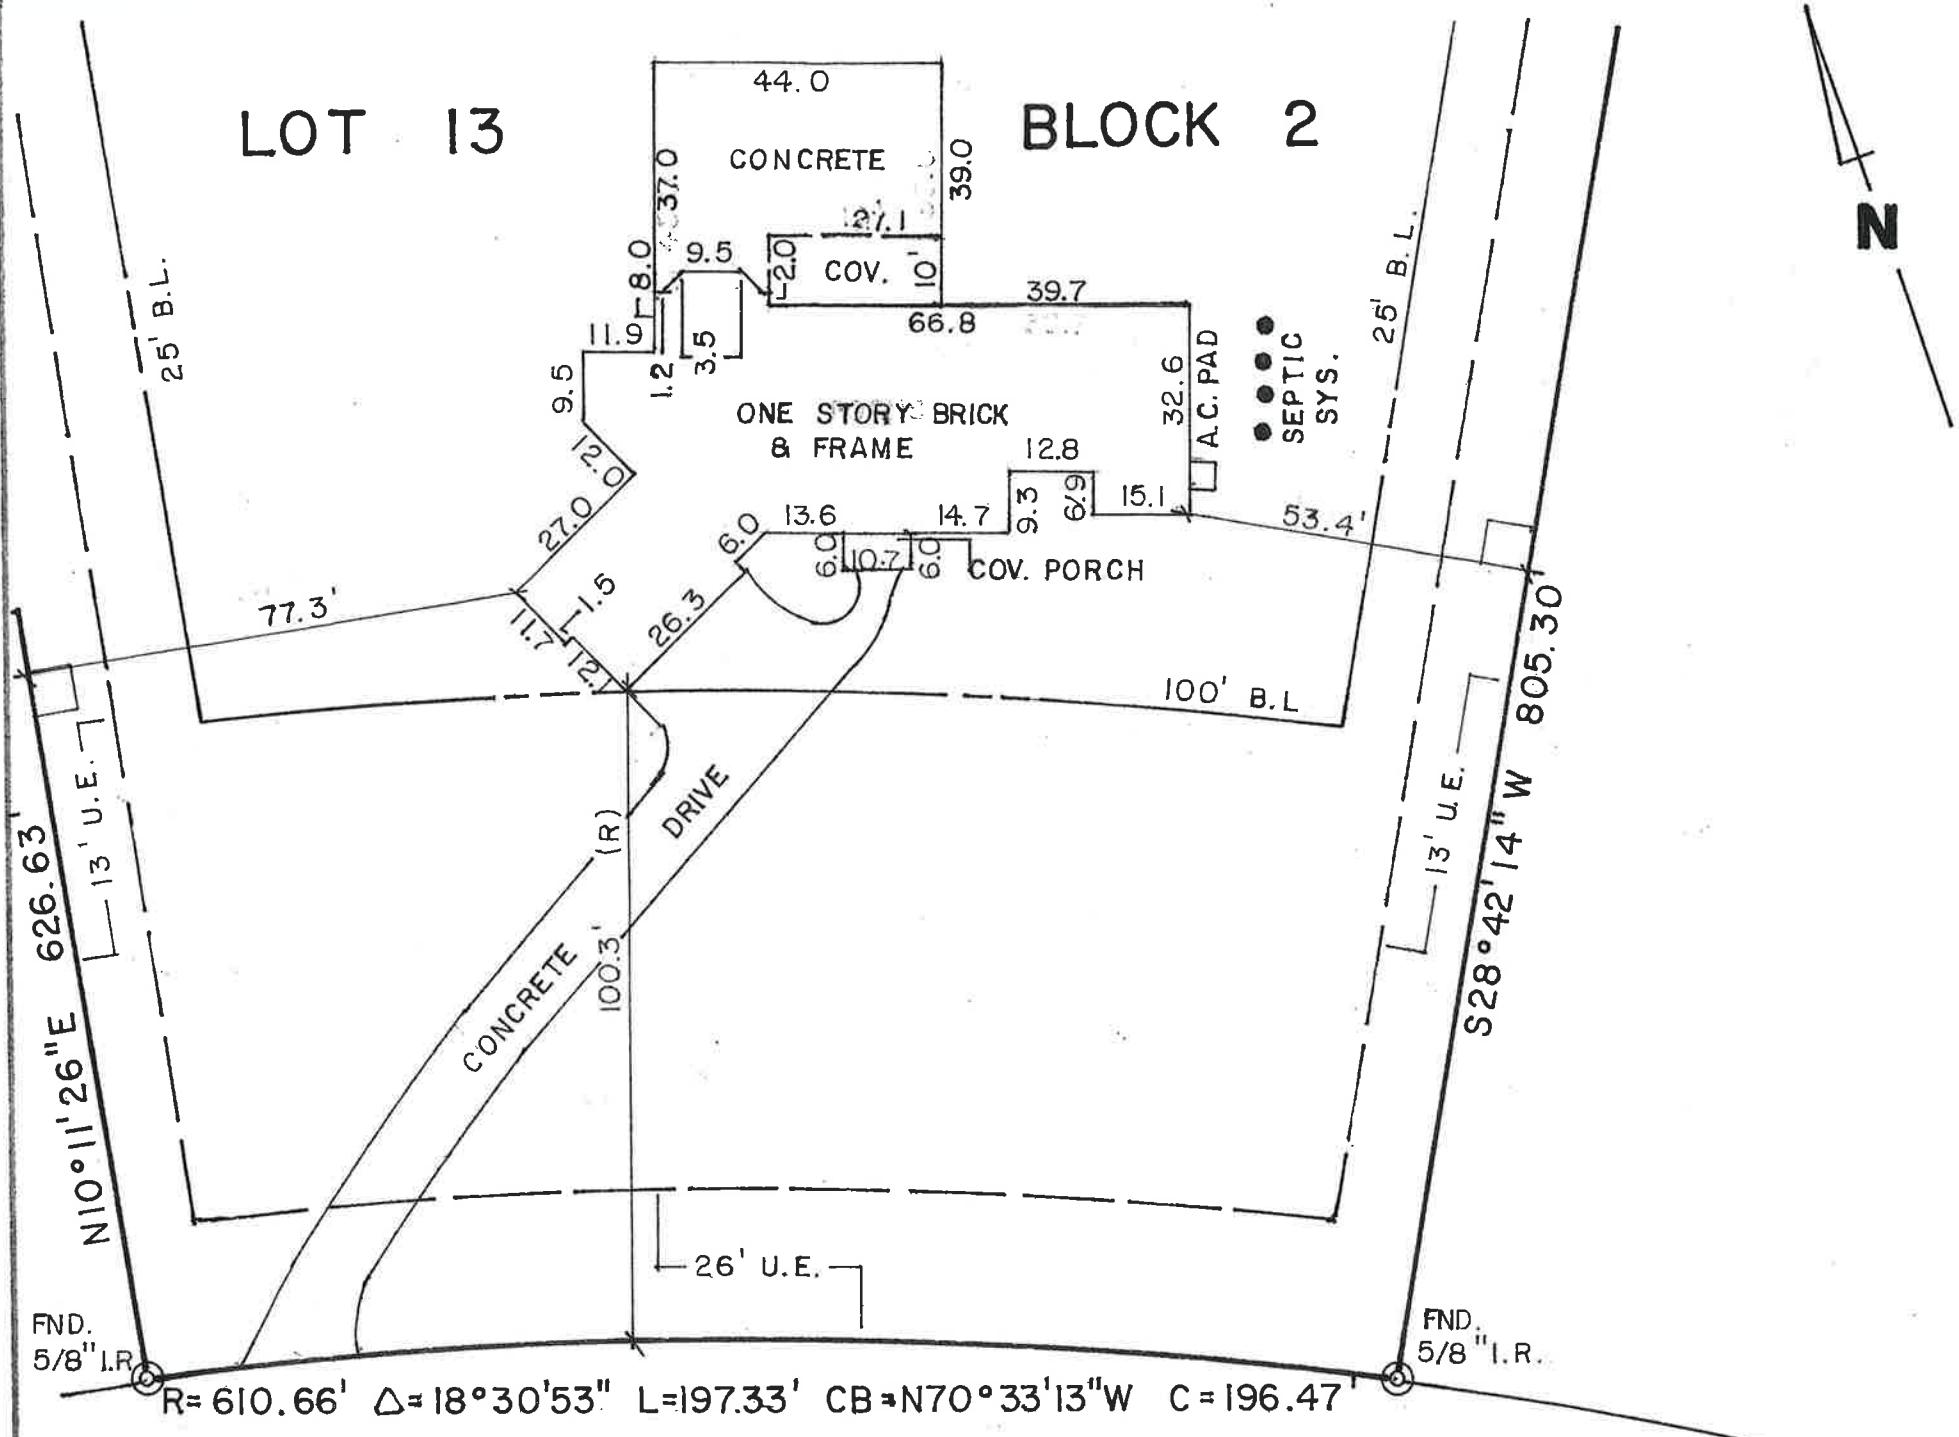 44.0
LOT 13
BLOCK 2
CONCRETE
37.0
39.0
N
27.1
8.0
9.5
2.0
COV.
10'
39.7
66.8
25' B.L.
25' B.L.
11.9
1.2
3.5
9.5
32.6
A.C. PAD
SEPTIC
SYS.
ONE STORY BRICK
& FRAME
12.0
12.8
27.0
9.3
6.9
15.1
13.6
14.7
6.0
6.0
10.7
6.0
COV. PORCH
53.4'
77.3'
1.5
11.7
12.1
26.3
100' B.L
805.30'
S28°42'14"W
13' U.E.
13' U.E.
626.63'
N10°11'26"E
(R)
DRIVE
CONCRETE
100.3'
26' U.E.
FND.
5/8" I.R
FND.
5/8" I.R.
R=610.66' Δ=18°30'53" L=197.33' CB=N70°33'13"W C=196.47'